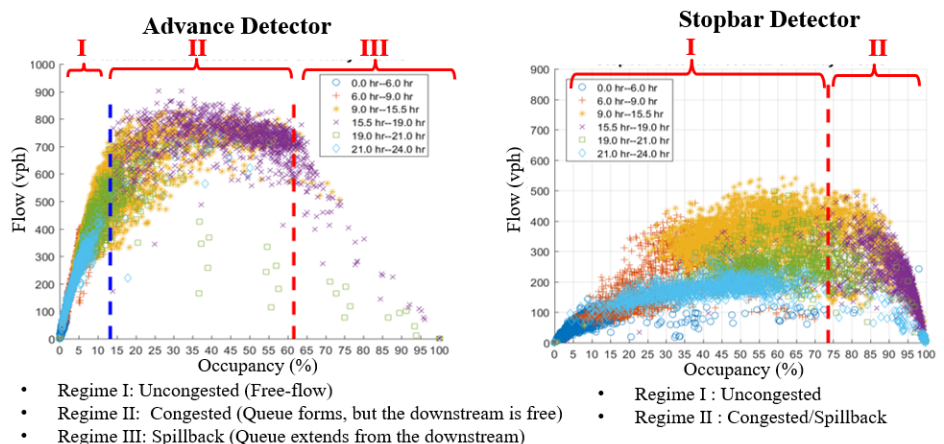 Advance Detector
I
II
III
1000
900
800
700
600
500
400
300
200
100
0
Flow (vph)
0.0 hr--6.0 hr
6.0 hr--9.0 hr
9.0 hr--15.5 hr
15.5 hr--19.0 hr
19.0 hr--21.0 hr
21.0 hr--24.0 hr
0 5 10 15 20 25 30 35 40 45 50 55 60 65 70 75 80 85 90 95 100
Occupancy (%)
• Regime I: Uncongested (Free-flow)
• Regime II: Congested (Queue forms, but the downstream is free)
• Regime III: Spillback (Queue extends from the downstream)
Stopbar Detector
I
II
900
800
700
600
500
400
300
200
100
0
Flow (vph)
0.0 hr--6.0 hr
6.0 hr--9.0 hr
9.0 hr--15.5 hr
15.5 hr--19.0 hr
19.0 hr--21.0 hr
21.0 hr--24.0 hr
0 5 10 15 20 25 30 35 40 45 50 55 60 65 70 75 80 85 90 95 100
Occupancy (%)
• Regime I : Uncongested
• Regime II : Congested/Spillback